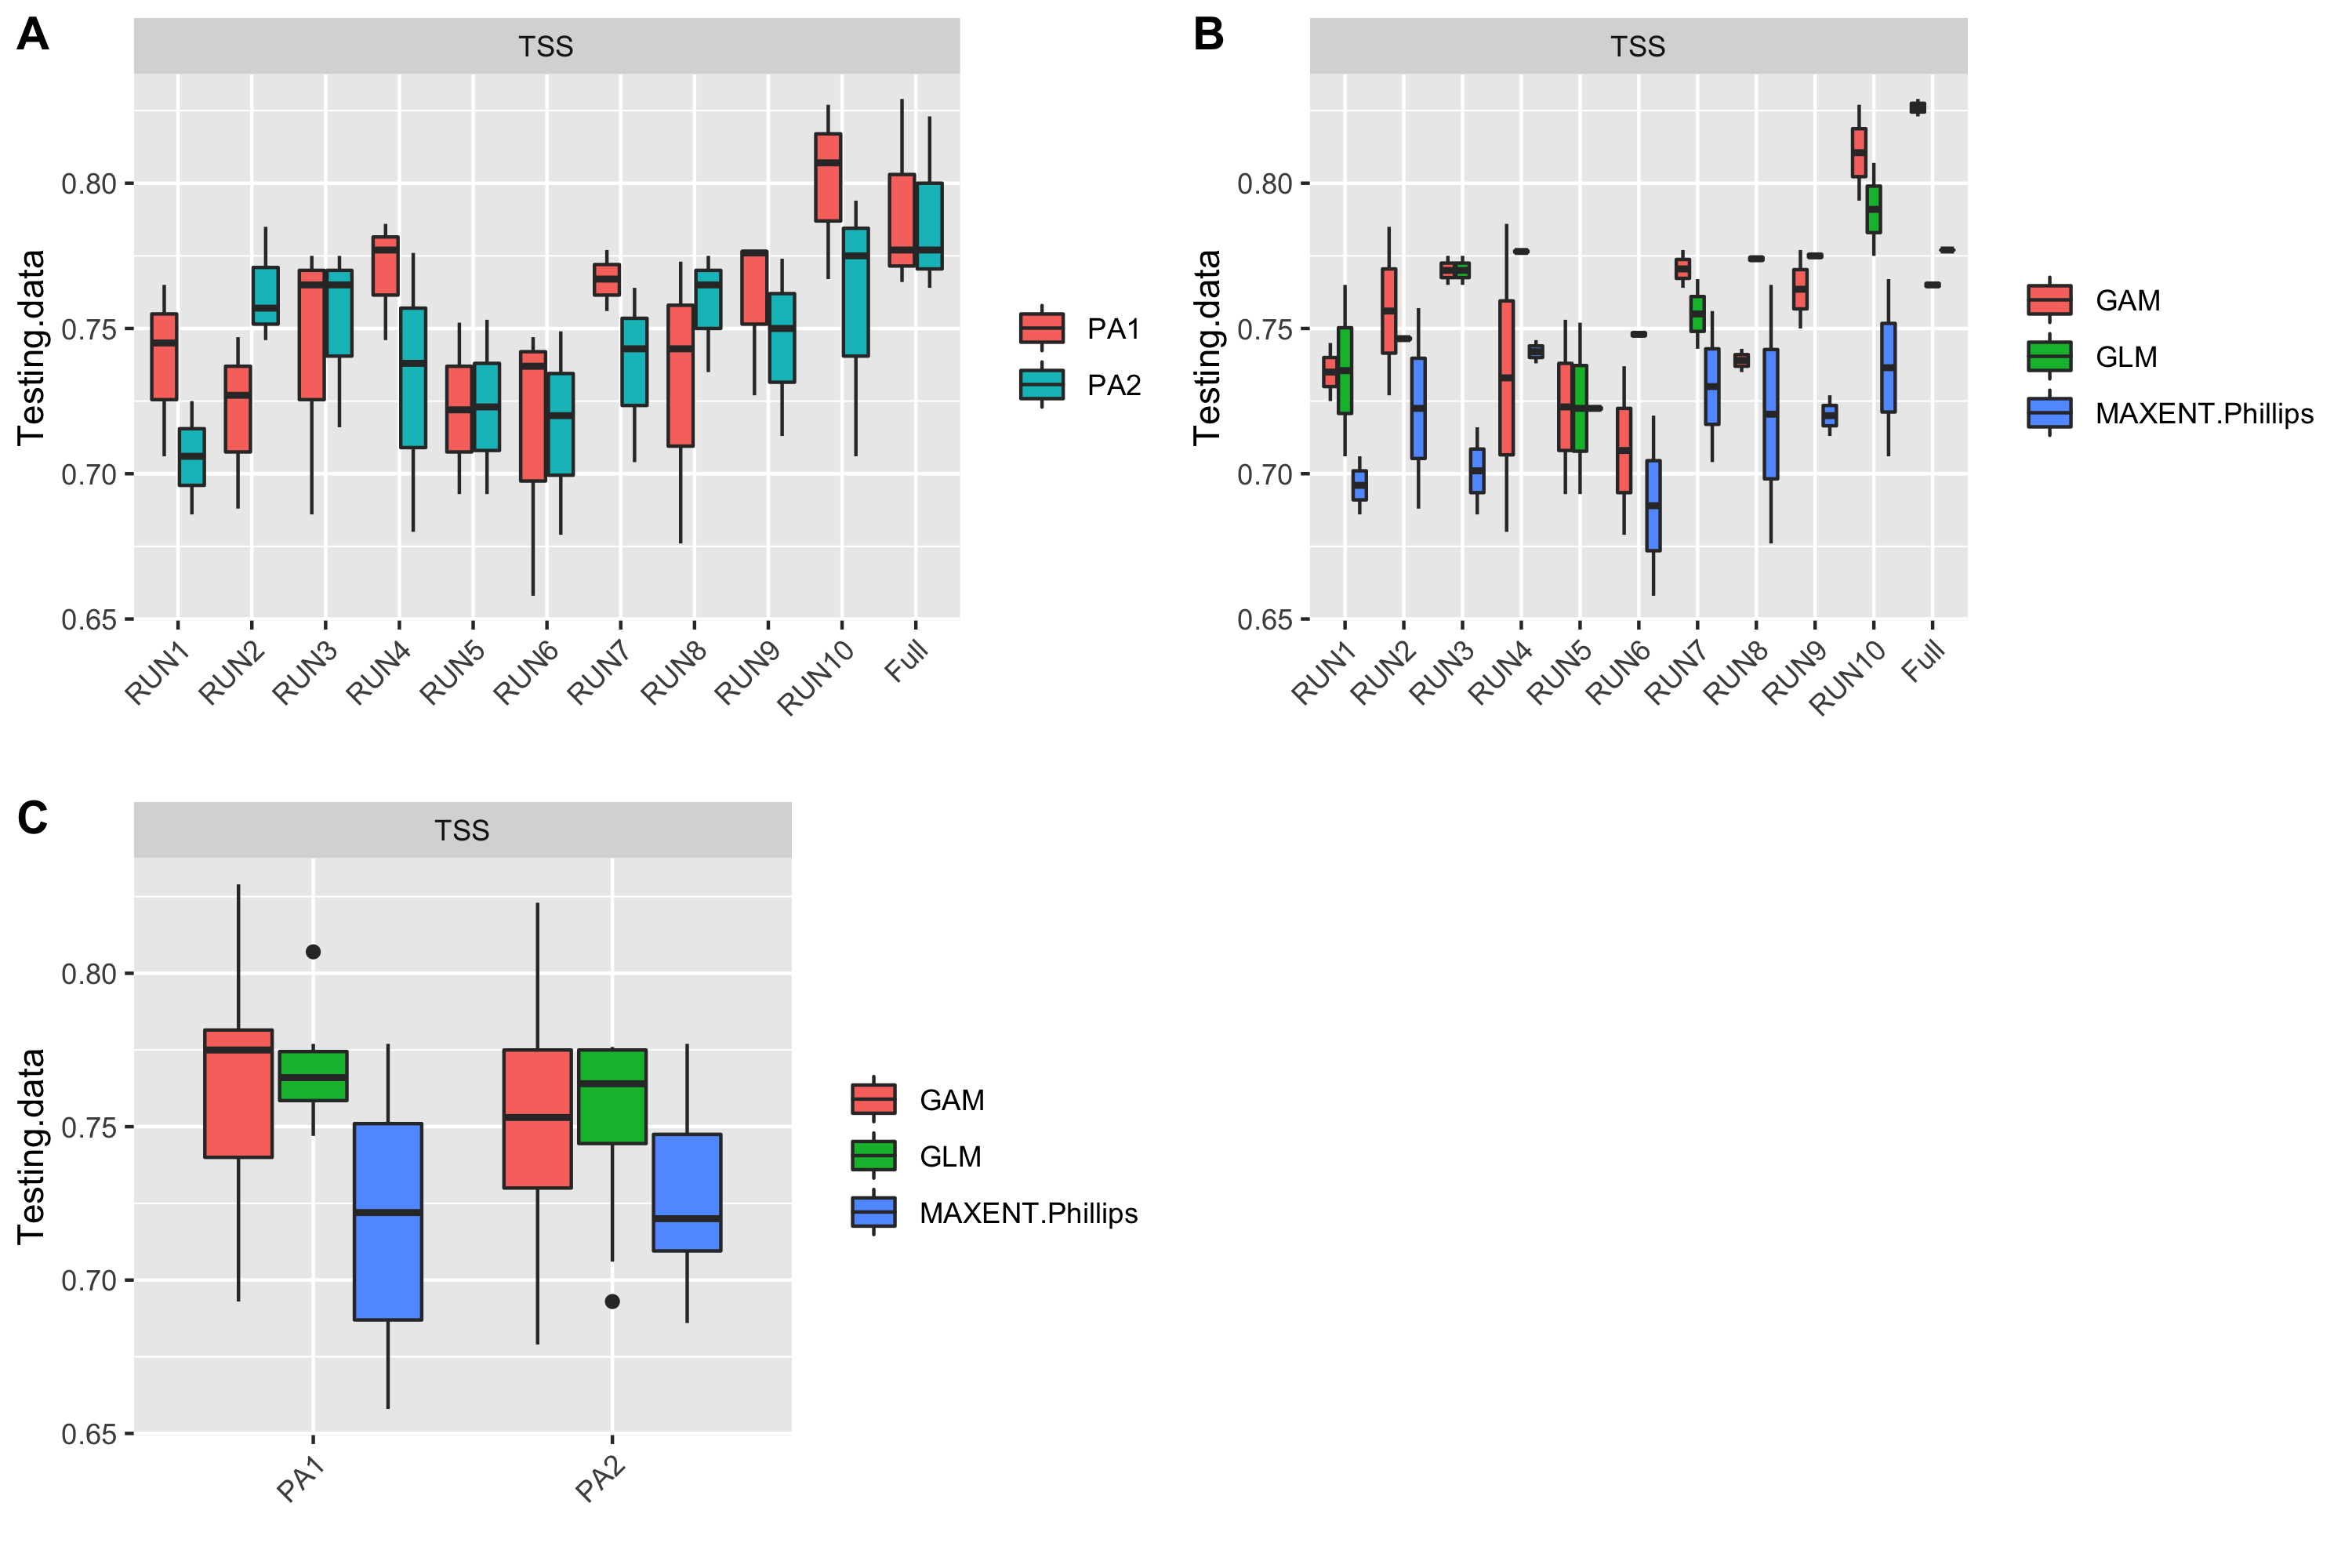 A
TSS
Testing.data
0.80
0.75
0.70
0.65
RUN1
RUN2
RUN3
RUN4
RUN5
RUN6
RUN7
RUN8
RUN9
RUN10
Full
PA1
PA2
B
TSS
Testing.data
0.80
0.75
0.70
0.65
RUN1
RUN2
RUN3
RUN4
RUN5
RUN6
RUN7
RUN8
RUN9
RUN10
Full
GAM
GLM
MAXENT.Phillips
C
TSS
Testing.data
0.80
0.75
0.70
0.65
PA1
PA2
GAM
GLM
MAXENT.Phillips